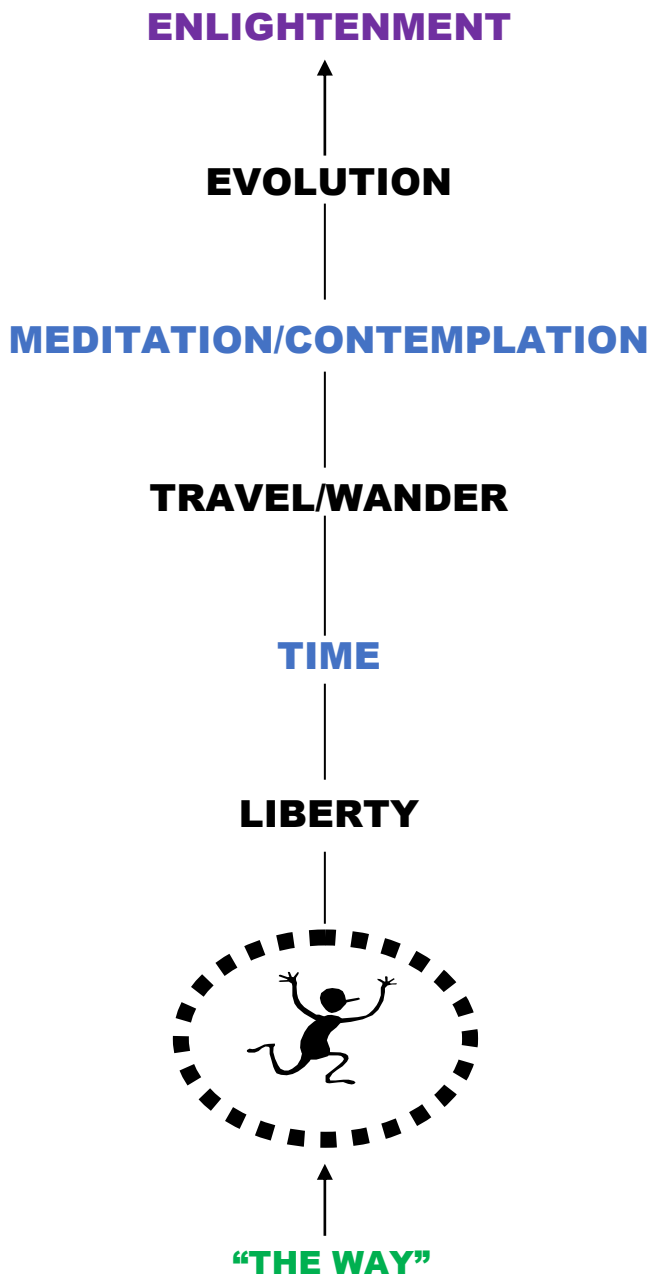 ENLIGHTENMENT
EVOLUTION
MEDITATION/CONTEMPLATION
TRAVEL/WANDER
TIME
LIBERTY
“THE WAY”